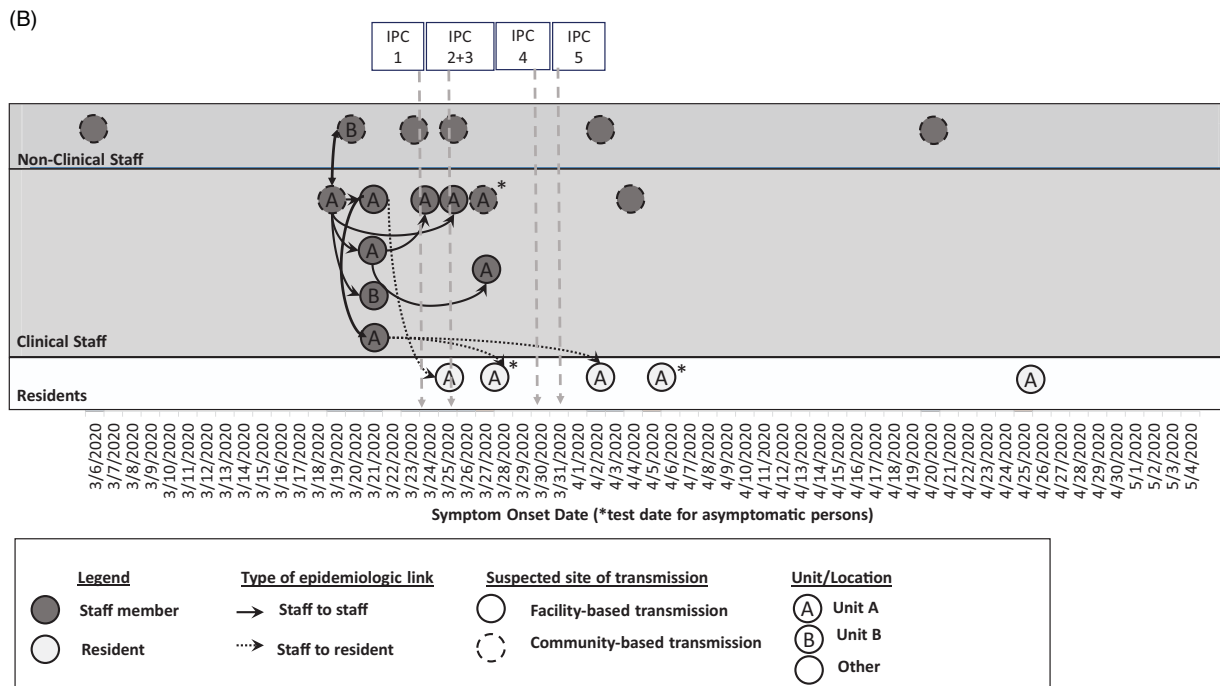 (B)
IPC
1
IPC
2+3
IPC
4
IPC
5
B
Non-Clinical Staff
A
A
A
A
A
*
A
A
B
A
Clinical Staff
A
A
*
A
A
*
A
Residents
3/6/2020
3/7/2020
3/8/2020
3/9/2020
3/10/2020
3/11/2020
3/12/2020
3/13/2020
3/14/2020
3/15/2020
3/16/2020
3/17/2020
3/18/2020
3/19/2020
3/20/2020
3/21/2020
3/22/2020
3/23/2020
3/24/2020
3/25/2020
3/26/2020
3/27/2020
3/28/2020
3/29/2020
3/30/2020
3/31/2020
4/1/2020
4/2/2020
4/3/2020
4/4/2020
4/5/2020
4/6/2020
4/7/2020
4/8/2020
4/9/2020
4/10/2020
4/11/2020
4/12/2020
4/13/2020
4/14/2020
4/15/2020
4/16/2020
4/17/2020
4/18/2020
4/19/2020
4/20/2020
4/21/2020
4/22/2020
4/23/2020
4/24/2020
4/25/2020
4/26/2020
4/27/2020
4/28/2020
4/29/2020
4/30/2020
5/1/2020
5/2/2020
5/3/2020
5/4/2020
Symptom Onset Date (*test date for asymptomatic persons)
Legend
Staff member
Resident
Type of epidemiologic link
Staff to staff
Staff to resident
Suspected site of transmission
Facility-based transmission
Community-based transmission
Unit/Location
A Unit A
B Unit B
Other